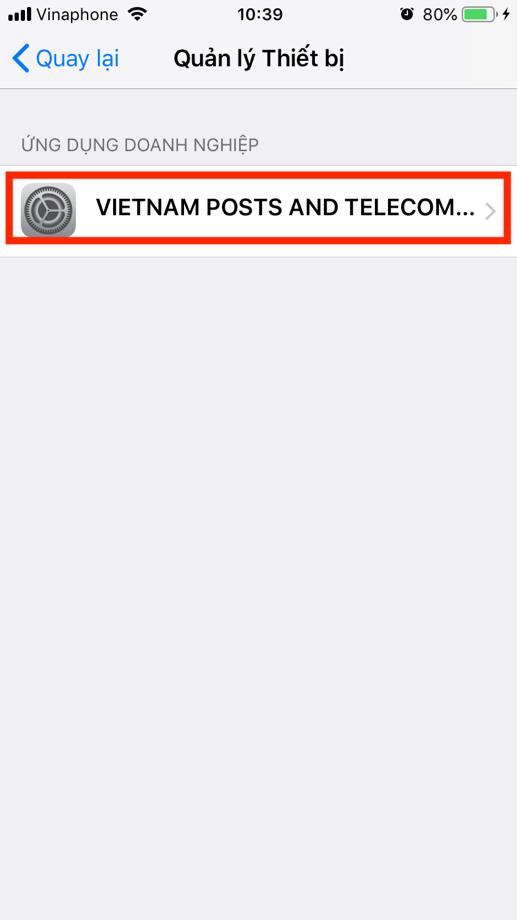 Vinaphone 10:39 80%
Quay lại Quản lý Thiết bị
ỨNG DỤNG DOANH NGHIỆP
VIETNAM POSTS AND TELECOM...